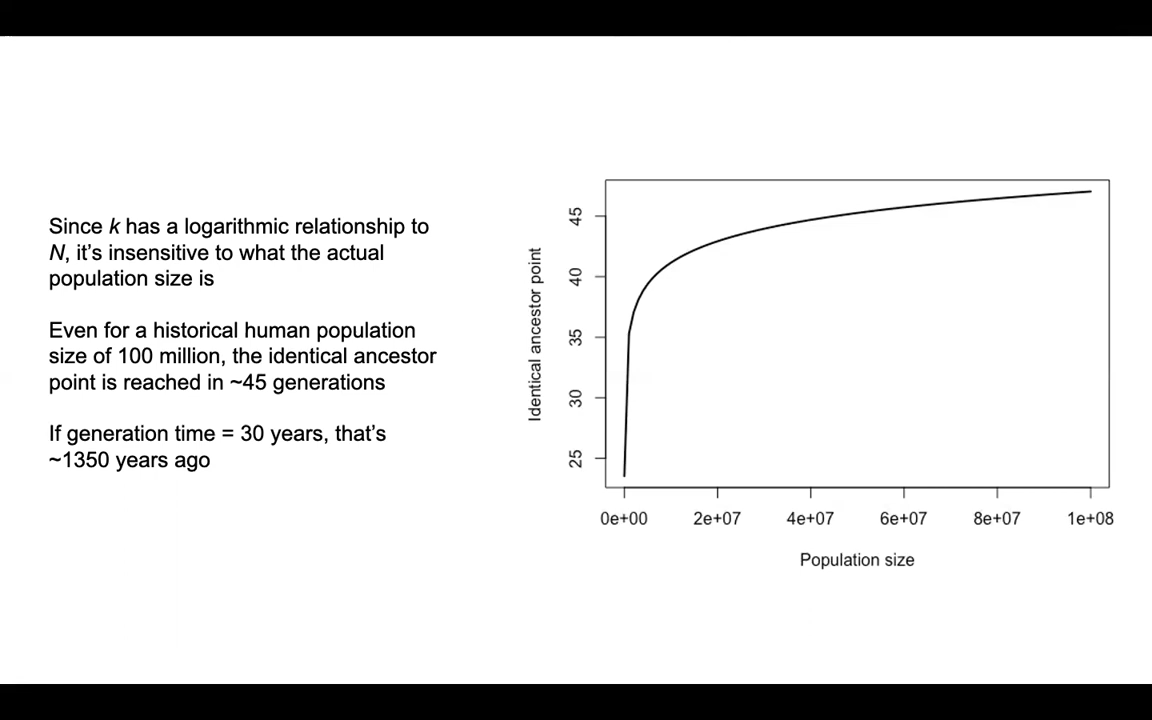 Since k has a logarithmic relationship to
N, it's insensitive to what the actual
population size is
Even for a historical human population
size of 100 million, the identical ancestor
point is reached in ~45 generations
If generation time = 30 years, that's
~1350 years ago
Identical ancestor point
45
40
35
30
25
0e+00 2e+07 4e+07 6e+07 8e+07 1e+08
Population size